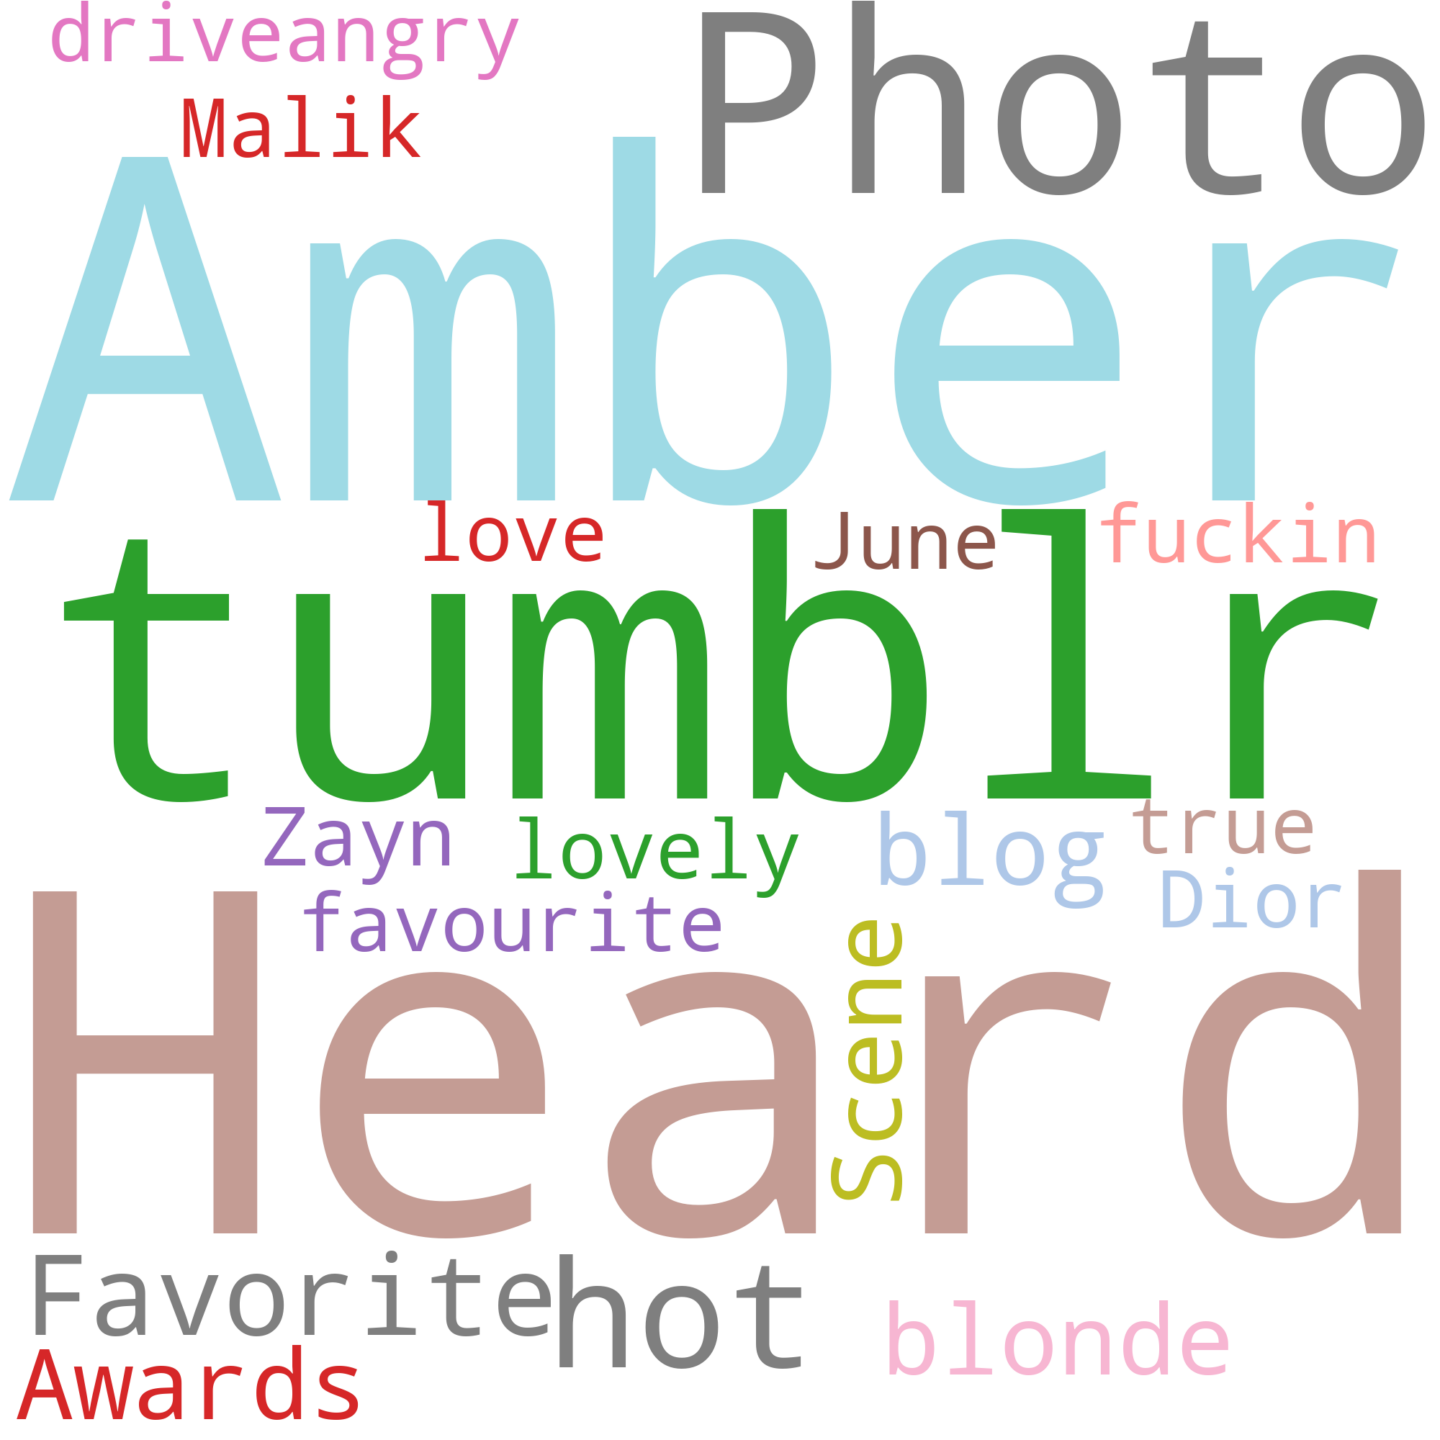 driveangry
Photo
Malik
Amber
love
June
fuckin
tumblr
Zayn
lovely
blog
true
Dior
favourite
Scene
Heard
Favorite
hot
blonde
Awards